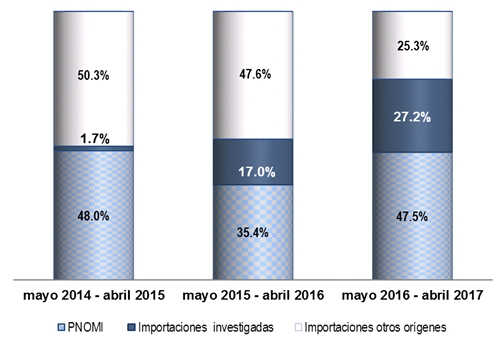 50.3%
47.6%
25.3%
1.7%
17.0%
27.2%
48.0%
35.4%
47.5%
mayo 2014 - abril 2015
mayo 2015 - abril 2016
mayo 2016 - abril 2017
PNOMI
Importaciones investigadas
Importaciones otros orígenes